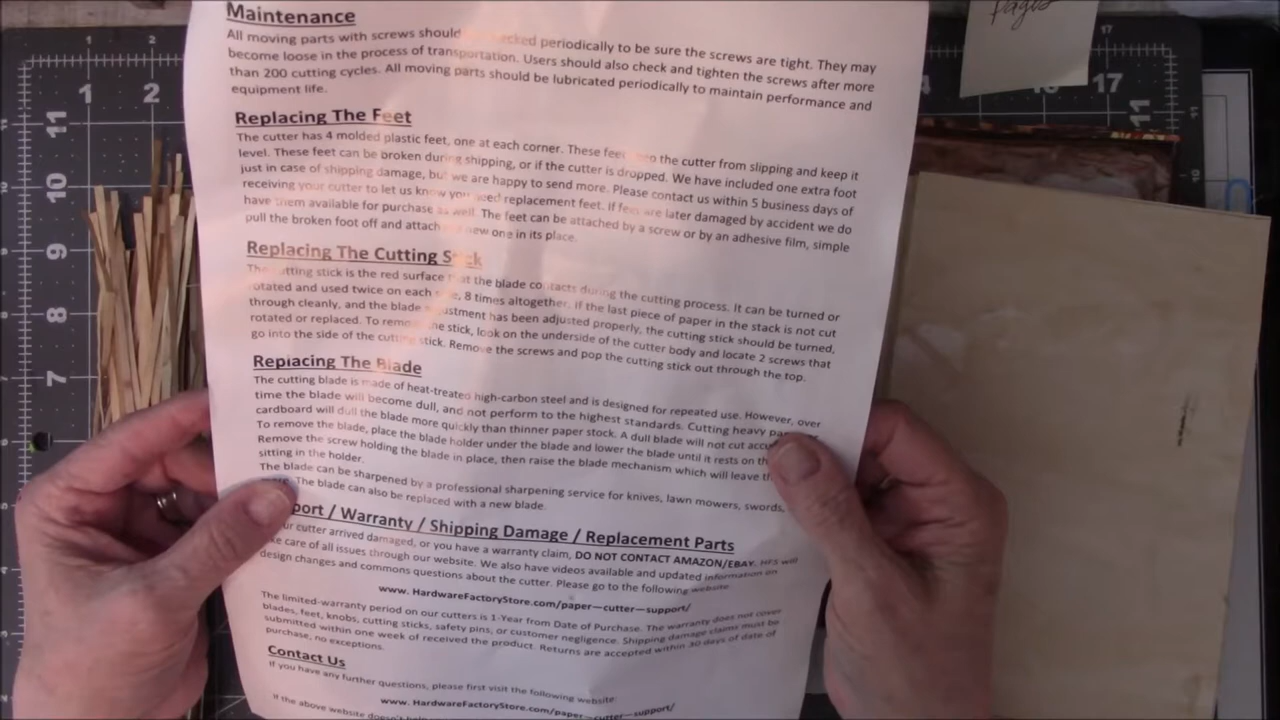 Pages
Maintenance
All moving parts with screws should checked periodically to be sure the screws are tight. They may
become loose in the process of transportation. Users should also check and tighten the screws after more
than 200 cutting cycles. All moving parts should be lubricated periodically to maintain performance and
equipment life.
Replacing The Feet
The cutter has 4 molded plastic feet, one at each corner. These feet the cutter from slipping and keep it
level. These feet can be broken during shipping, or if the cutter is dropped. We have included one extra foot
just in case of shipping damage, but we are happy to send more. Please contact us within 5 business days of
receiving your cutter to let us know you need replacement feet. If feet are later damaged by accident we do
have them available for purchase as well. The feet can be attached by a screw or by an adhesive film, simple
pull the broken foot off and attach new one in its place.
Replacing The Cutting Stick
The cutting stick is the red surface that the blade contacts during the cutting process. It can be turned or
rotated and used twice on each 8 times altogether. If the last piece of paper in the stack is not cut
through cleanly, and the blade adjustment has been adjusted properly, the cutting stick should be turned,
rotated or replaced. To remove the stick, look on the underside of the cutter body and locate 2 screws that
go into the side of the cutting stick. Remove the screws and pop the cutting stick out through the top.
Replacing The Blade
The cutting blade is made of heat-treated high-carbon steel and is designed for repeated use. However, over
time the blade will become dull, and not perform to the highest standards. Cutting heavy
cardboard will dull the blade more quickly than thinner paper stock. A dull blade will not cut
To remove the blade, place the blade holder under the blade and lower the blade until it rests on
Remove the screw holding the blade in place, then raise the blade mechanism which will leave
sitting in the holder.
The blade can be sharpened by a professional sharpening service for knives, lawn mowers, swords,
The blade can also be replaced with a new blade.
/ Warranty / Shipping Damage / Replacement Parts
cutter arrived damaged, or you have a warranty claim, DO NOT CONTACT AMAZON/EBAY. HFS will
care of all issues through our website. We also have videos available and updated information on
design changes and commons questions about the cutter. Please go to the following website
www. HardwareFactoryStore.com/paper—cutter—support/
The limited-warranty period on our cutters is 1-Year from Date of Purchase. The warranty does not cover
blades, feet, knobs, cutting sticks, safety pins, or customer negligence. Shipping damage claims must be
submitted within one week of received the product. Returns are accepted within 30 days of date of
purchase, no exceptions.
Contact Us
If you have any further questions, please first visit the following website:
www. HardwareFactoryStore.com/paper—cutter—support/
If the above website doesn't
1 2
1 2
11
10
9
8
7
17
17
11
10